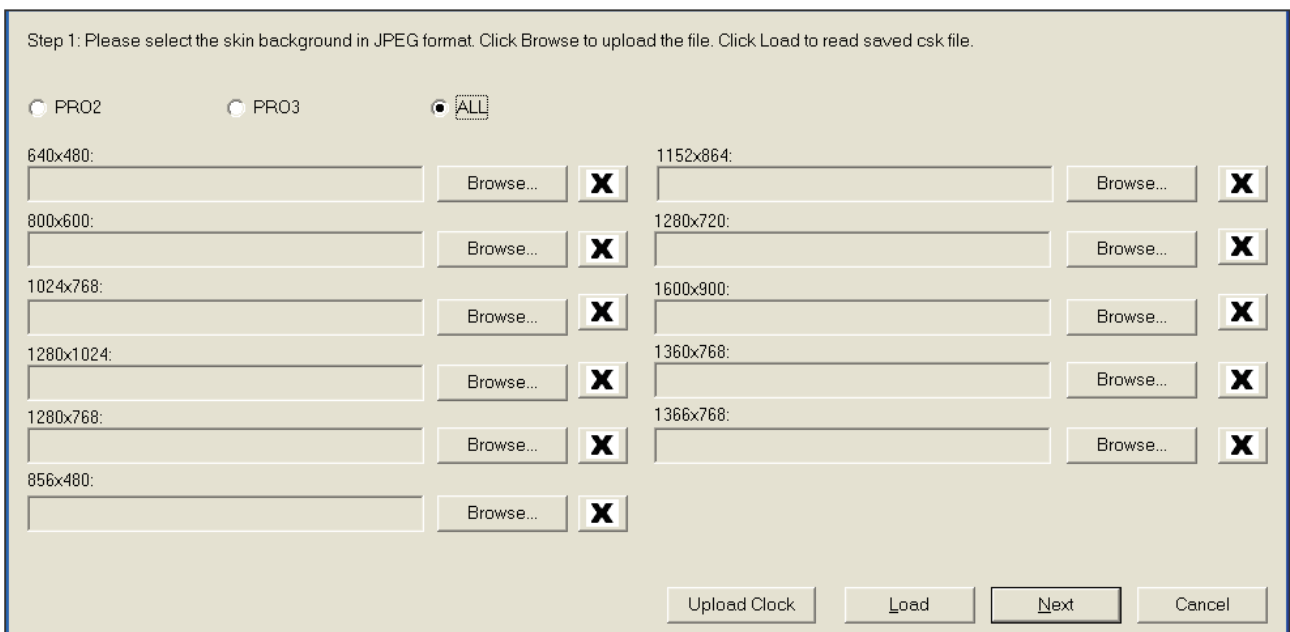 Step 1: Please select the skin background in JPEG format. Click Browse to upload the file. Click Load to read saved csk file.
PRO2 PRO3 ALL
640x480: 1152x864:
Browse... X Browse... X
800x600: 1280x720:
Browse... X Browse... X
1024x768: 1600x900:
Browse... X Browse... X
1280x1024: 1360x768:
Browse... X Browse... X
1280x768: 1366x768:
Browse... X Browse... X
856x480:
Browse... X
Upload Clock Load Next Cancel